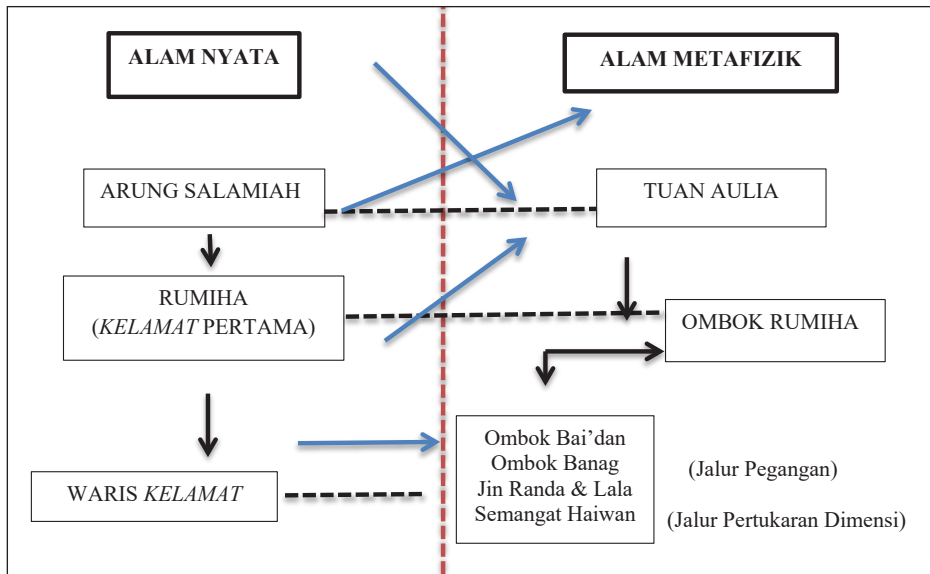 ALAM NYATA
ALAM METAFIZIK
ARUNG SALAMIAH
TUAN AULIA
RUMIHA
(KELAMAT PERTAMA)
OMBOK RUMIHA
WARIS KELAMAT
Ombok Bai’dan
Ombok Banag
Jin Randa & Lala
Semangat Haiwan
(Jalur Pegangan)
(Jalur Pertukaran Dimensi)